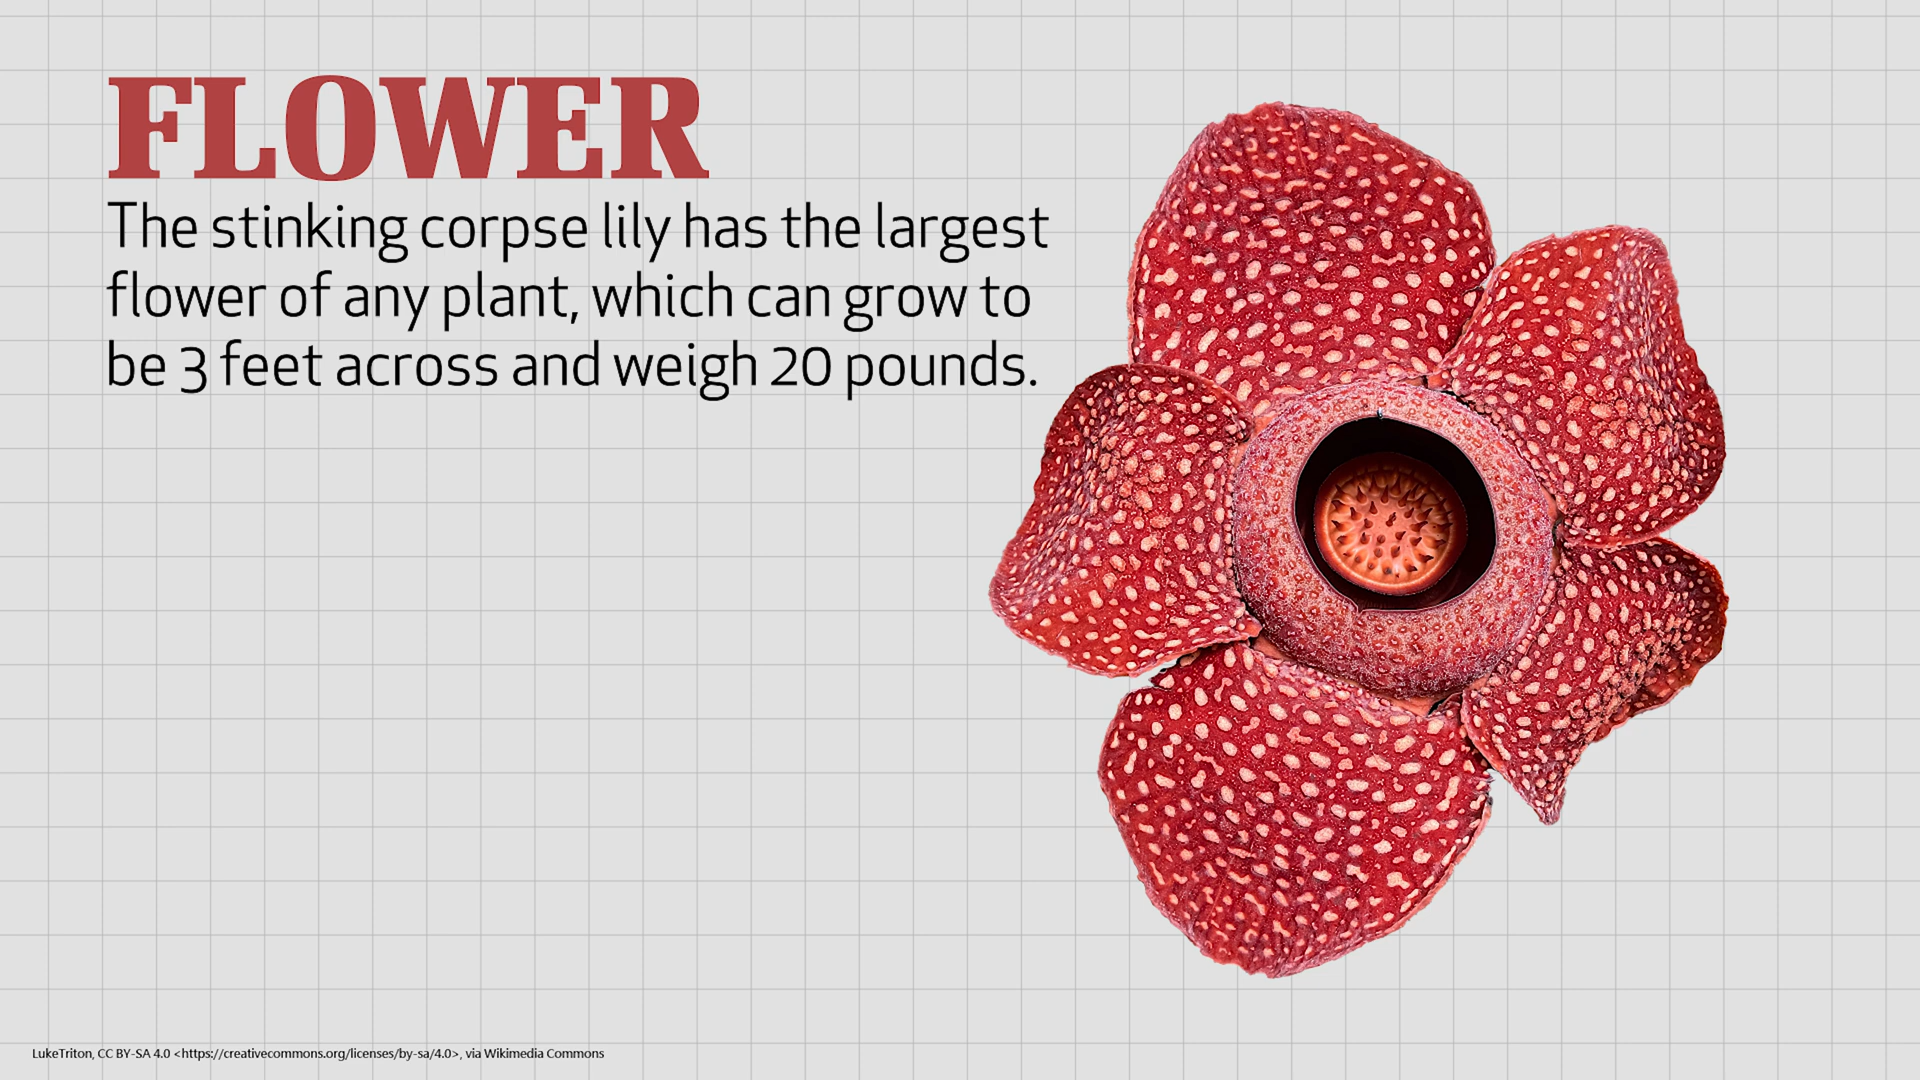 FLOWER
The stinking corpse lily has the largest
flower of any plant, which can grow to
be 3 feet across and weigh 20 pounds.
LukeTriton, CC BY-SA 4.0 <https://creativecommons.org/licenses/by-sa/4.0>, via Wikimedia Commons